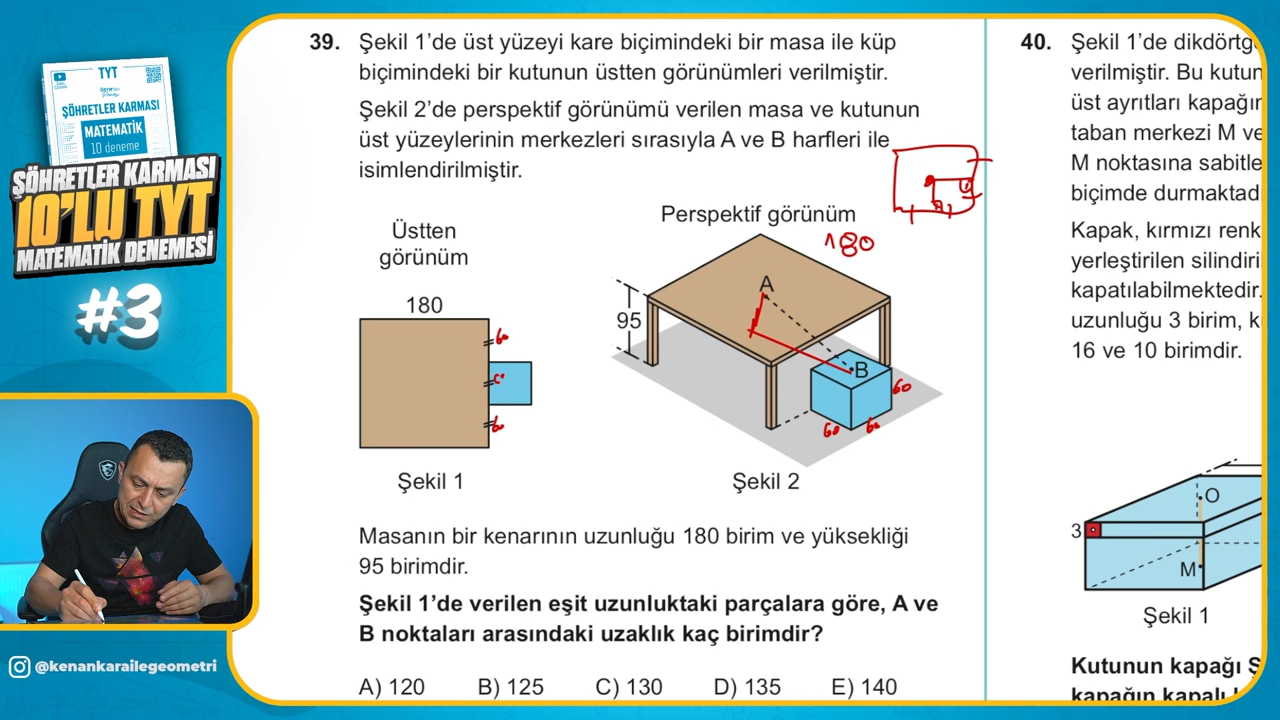 TYT
ŞÖHRETLER KARMASI
MATEMATİK
10 deneme
ŞÖHRETLER KARMASI
10'LU TYT
MATEMATİK DENEMESİ
#3
@kenankarailegeometri
39. Şekil 1'de üst yüzeyi kare biçimindeki bir masa ile küp
biçimindeki bir kutunun üstten görünümleri verilmiştir.
Şekil 2'de perspektif görünümü verilen masa ve kutunun
üst yüzeylerinin merkezleri sırasıyla A ve B harfleri ile
isimlendirilmiştir.
Üstten
görünüm
180
60
60
Şekil 1
Perspektif görünüm
180
A
95
B
60
60
60
Şekil 2
Masanın bir kenarının uzunluğu 180 birim ve yüksekliği
95 birimdir.
Şekil 1'de verilen eşit uzunluktaki parçalara göre, A ve
B noktaları arasındaki uzaklık kaç birimdir?
A) 120 B) 125 C) 130 D) 135 E) 140
40. Şekil 1'de dikdörtg
verilmiştir. Bu kutun
üst ayrıtları kapağın
taban merkezi M ve
M noktasına sabitle
biçimde durmaktad
Kapak, kırmızı renk
yerleştirilen silindiri
kapatılabilmektedir.
uzunluğu 3 birim, k
16 ve 10 birimdir.
O
3
M
Şekil 1
Kutunun kapağı Ş
kapağın kapalı